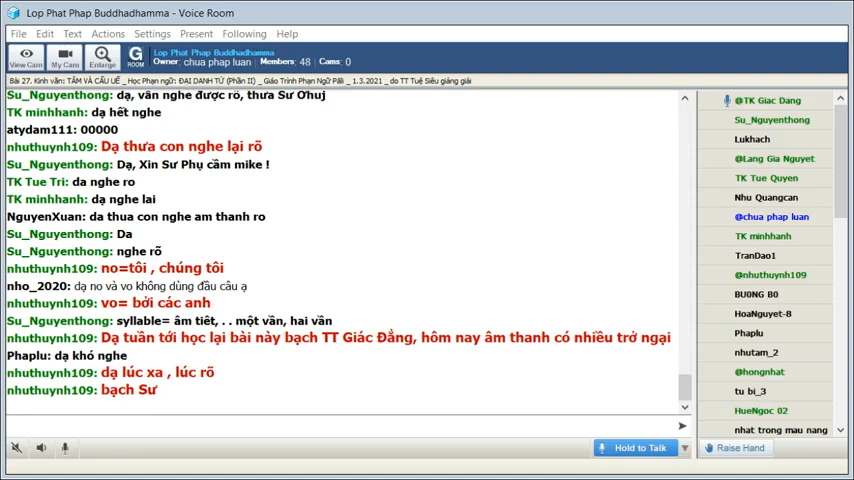 Lop Phat Phap Buddhadhamma - Voice Room
File Edit Text Actions Settings Present Following Help
View Cam My Cam Enlarge G ROOM
Lop Phat Phap Buddhadhamma
Owner: chua phap luan Members: 48 Cams: 0
Bài 27. Kinh văn: TÂM VÀ CẤU UẾ _ Học Phạn ngữ: ĐẠI DANH TỪ (Phần II) _ Giáo Trình Phạn Ngữ Pāli _ 1.3.2021 _ do TT Tuệ Siêu giảng giải
Su_Nguyenthong: dạ, vẫn nghe được rõ, thưa Sư Ơhuj
TK minhhanh: dạ hết nghe
atydam111: 00000
nhuthuynh109: Dạ thưa con nghe lại rõ
Su_Nguyenthong: Dạ, Xin Sư Phụ cầm mike !
TK Tue Tri: da nghe ro
TK minhhanh: dạ nghe lai
NguyenXuan: da thua con nghe am thanh ro
Su_Nguyenthong: Da
Su_Nguyenthong: nghe rõ
nhuthuynh109: no=tôi , chúng tôi
nho_2020: dạ no và vo không dùng đầu câu ạ
nhuthuynh109: vo= bởi các anh
Su_Nguyenthong: syllable= âm tiêt, . . một vần, hai vần
nhuthuynh109: Dạ tuần tới học lại bài này bạch TT Giác Đẳng, hôm nay âm thanh có nhiều trở ngại
Phaplu: dạ khó nghe
nhuthuynh109: dạ lúc xa , lúc rõ
nhuthuynh109: bạch Sư
Hold to Talk
@TK Giac Dang
Su_Nguyenthong
Lukhach
@Lang Gia Nguyet
TK Tue Quyen
Nhu Quangcan
@chua phap luan
TK minhhanh
TranDao1
@nhuthuynh109
BU0NG B0
HoaNguyet-8
Phaplu
nhutam_2
@hongnhat
tu bi_3
HueNgoc 02
nhat trong mau nang
Raise Hand